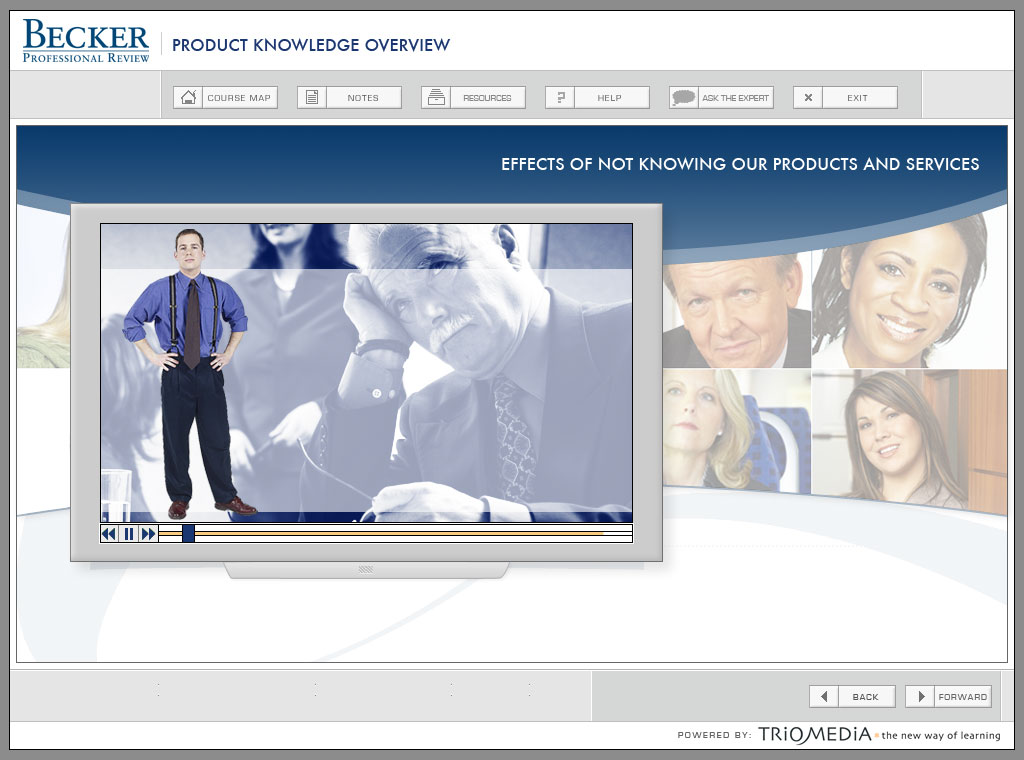 BECKER
PROFESSIONAL REVIEW
PRODUCT KNOWLEDGE OVERVIEW
COURSE MAP
NOTES
RESOURCES
HELP
ASK THE EXPERT
EXIT
EFFECTS OF NOT KNOWING OUR PRODUCTS AND SERVICES
BACK
FORWARD
POWERED BY: TRIOMEDIA the new way of learning